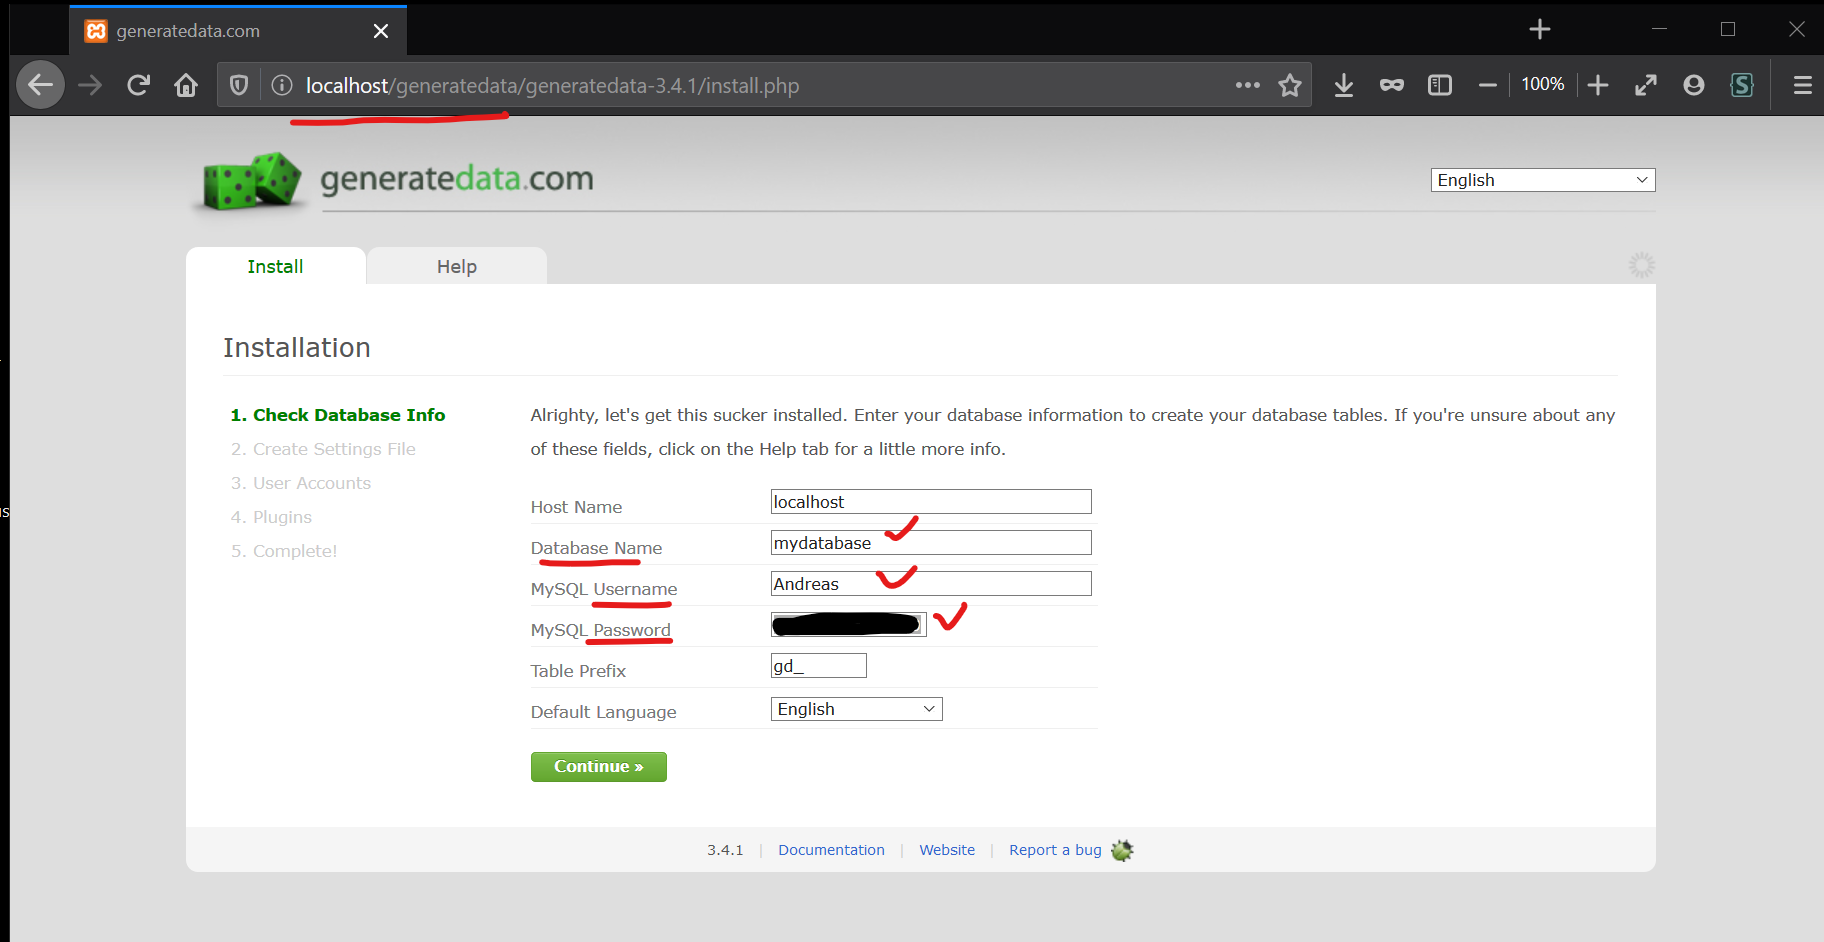 generatedata.com
localhost/generatedata/generatedata-3.4.1/install.php
100%
S
generatedata.com
English
Install
Help
Installation
1. Check Database Info
2. Create Settings File
3. User Accounts
4. Plugins
5. Complete!
Alrighty, let's get this sucker installed. Enter your database information to create your database tables. If you're unsure about any
of these fields, click on the Help tab for a little more info.
Host Name localhost
Database Name mydatabase
MySQL Username Andreas
MySQL Password
Table Prefix gd_
Default Language English
Continue »
3.4.1 | Documentation | Website | Report a bug